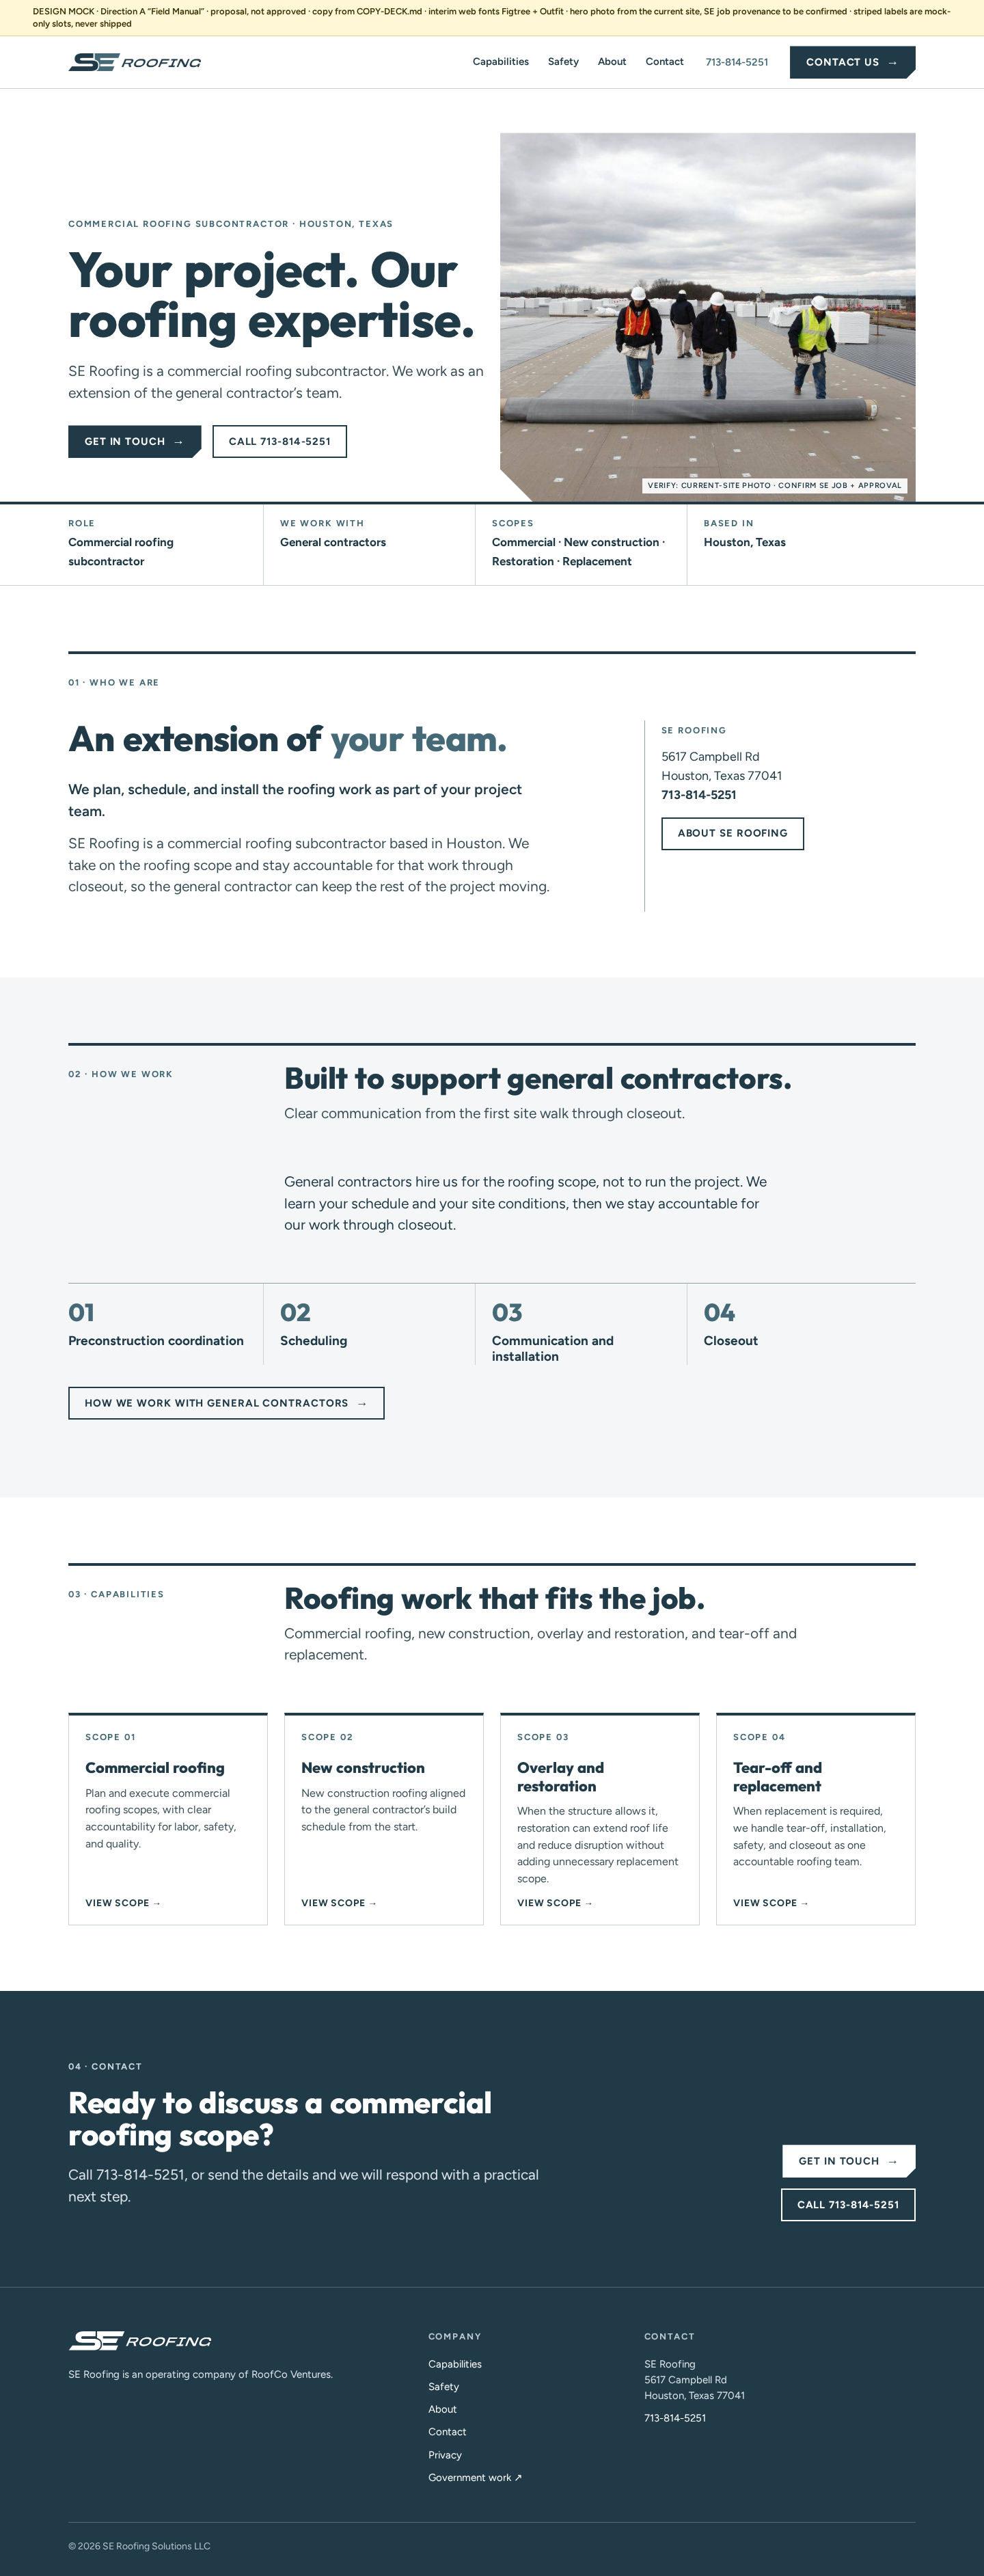 DESIGN MOCK · Direction A “Field Manual” · proposal, not approved · copy from COPY-DECK.md · interim web fonts Figtree + Outfit · hero photo from the current site, SE job provenance to be confirmed · striped labels are mock-
only slots, never shipped
SE ROOFING
Capabilities Safety About Contact 713-814-5251 CONTACT US →
COMMERCIAL ROOFING SUBCONTRACTOR · HOUSTON, TEXAS
Your project. Our
roofing expertise.
SE Roofing is a commercial roofing subcontractor. We work as an
extension of the general contractor’s team.
GET IN TOUCH → CALL 713-814-5251
VERIFY: CURRENT-SITE PHOTO · CONFIRM SE JOB + APPROVAL
ROLE
Commercial roofing
subcontractor
WE WORK WITH
General contractors
SCOPES
Commercial · New construction ·
Restoration · Replacement
BASED IN
Houston, Texas
01 · WHO WE ARE
An extension of your team.
We plan, schedule, and install the roofing work as part of your project
team.
SE Roofing is a commercial roofing subcontractor based in Houston. We
take on the roofing scope and stay accountable for that work through
closeout, so the general contractor can keep the rest of the project moving.
SE ROOFING
5617 Campbell Rd
Houston, Texas 77041
713-814-5251
ABOUT SE ROOFING
02 · HOW WE WORK
Built to support general contractors.
Clear communication from the first site walk through closeout.
General contractors hire us for the roofing scope, not to run the project. We
learn your schedule and your site conditions, then we stay accountable for
our work through closeout.
01
Preconstruction coordination
02
Scheduling
03
Communication and
installation
04
Closeout
HOW WE WORK WITH GENERAL CONTRACTORS →
03 · CAPABILITIES
Roofing work that fits the job.
Commercial roofing, new construction, overlay and restoration, and tear-off and
replacement.
SCOPE 01
Commercial roofing
Plan and execute commercial
roofing scopes, with clear
accountability for labor, safety,
and quality.
VIEW SCOPE →
SCOPE 02
New construction
New construction roofing aligned
to the general contractor’s build
schedule from the start.
VIEW SCOPE →
SCOPE 03
Overlay and
restoration
When the structure allows it,
restoration can extend roof life
and reduce disruption without
adding unnecessary replacement
scope.
VIEW SCOPE →
SCOPE 04
Tear-off and
replacement
When replacement is required,
we handle tear-off, installation,
safety, and closeout as one
accountable roofing team.
VIEW SCOPE →
04 · CONTACT
Ready to discuss a commercial
roofing scope?
Call 713-814-5251, or send the details and we will respond with a practical
next step.
GET IN TOUCH →
CALL 713-814-5251
SE ROOFING
SE Roofing is an operating company of RoofCo Ventures.
COMPANY
Capabilities
Safety
About
Contact
Privacy
Government work ↗
CONTACT
SE Roofing
5617 Campbell Rd
Houston, Texas 77041
713-814-5251
© 2026 SE Roofing Solutions LLC